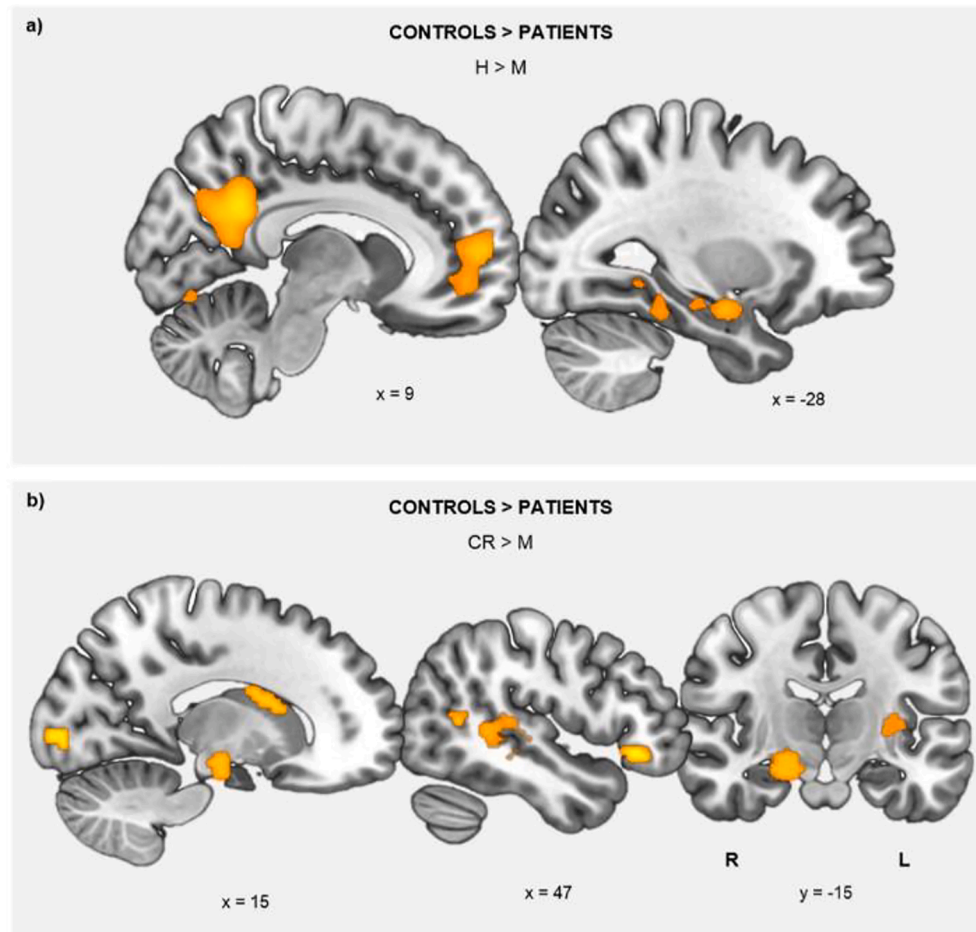 a)
CONTROLS > PATIENTS
H > M
x = 9
x = -28
b)
CONTROLS > PATIENTS
CR > M
R
L
x = 15
x = 47
y = -15